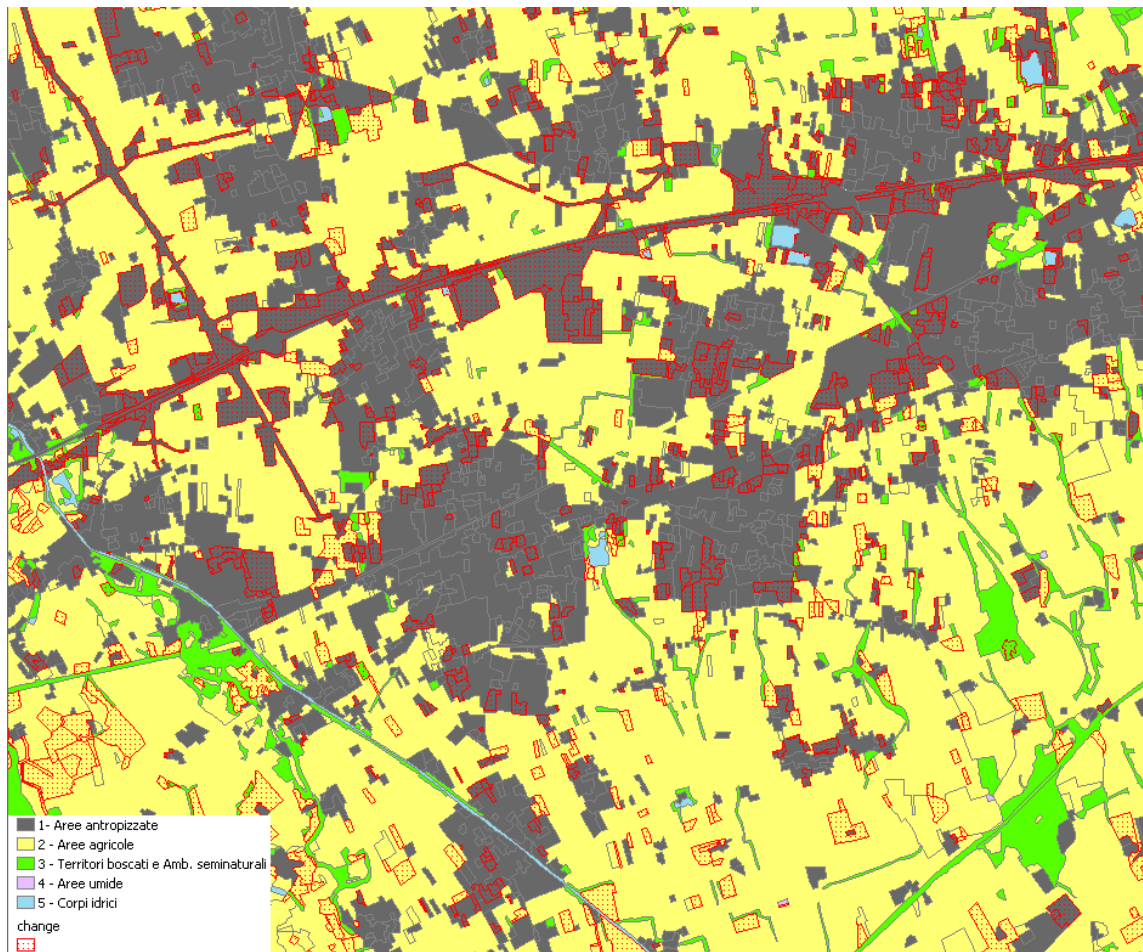 1- Aree antropizzate
2 - Aree agricole
3 - Territori boscati e Amb. seminaturali
4 - Aree umide
5 - Corpi idrici
change